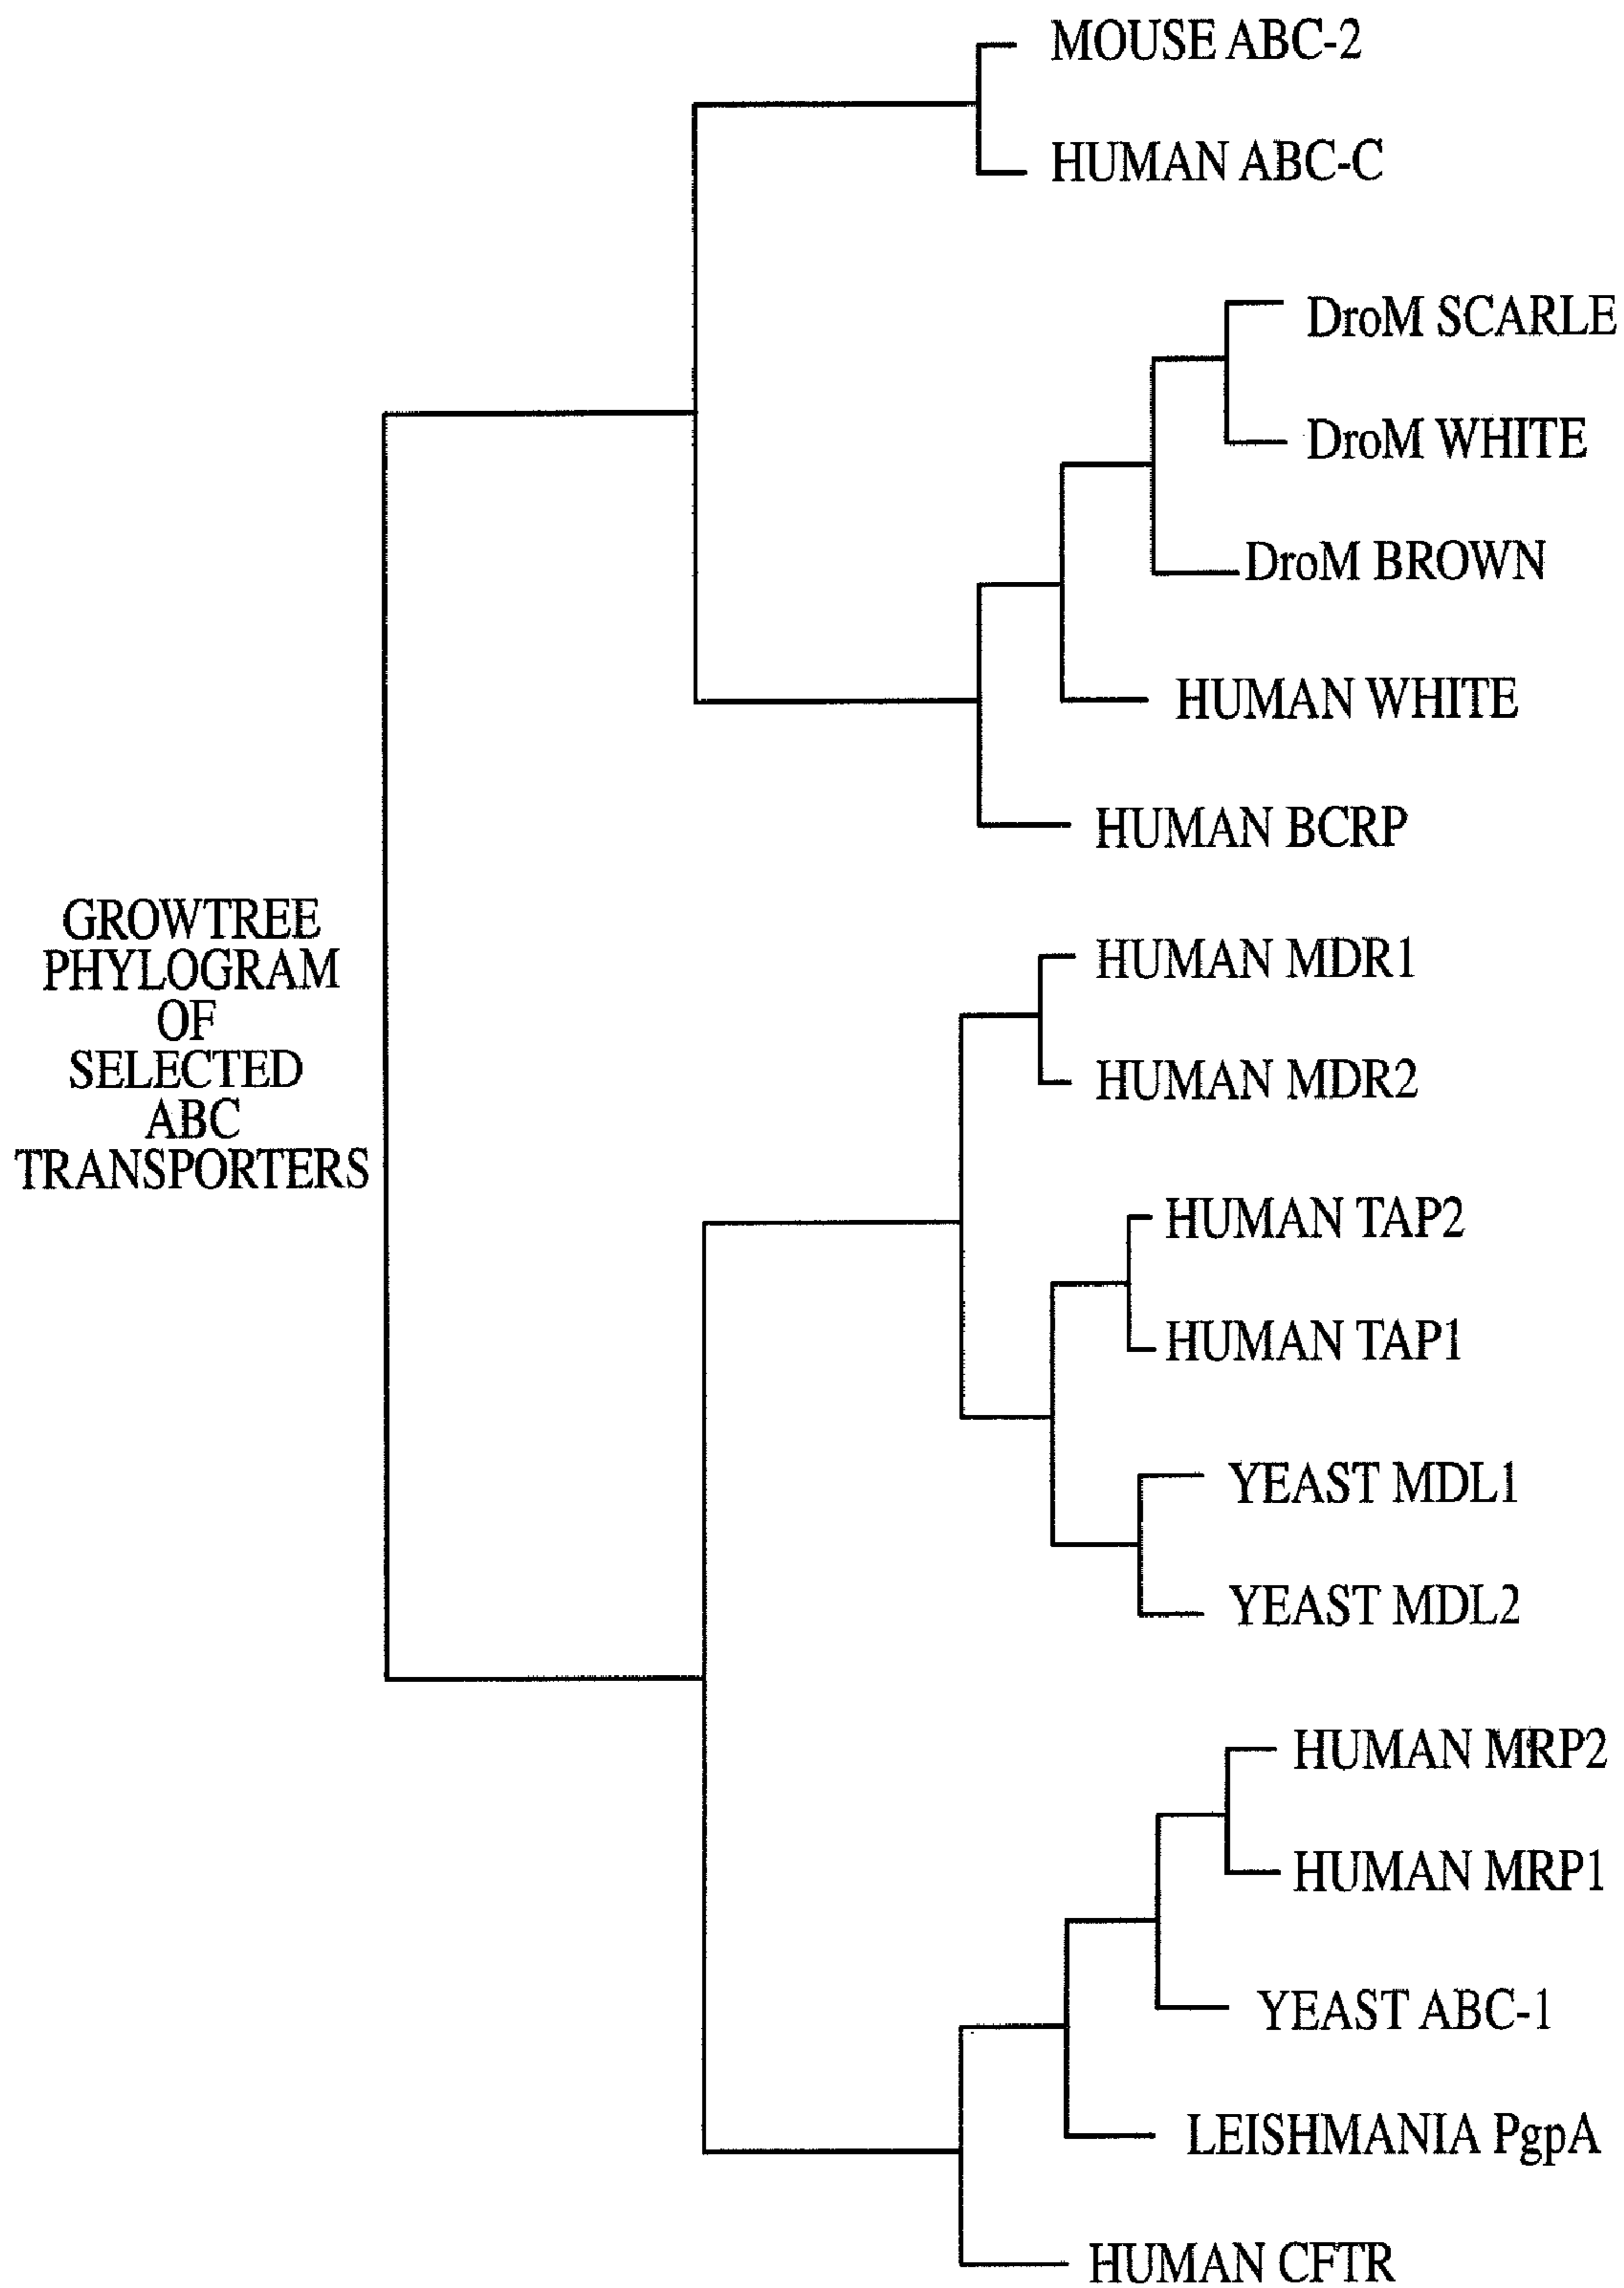 MOUSE ABC-2
HUMAN ABC-C
DroM SCARLE
DroM WHITE
DroM BROWN
HUMAN WHITE
HUMAN BCRP
GROWTREE
PHYLOGRAM
OF
SELECTED
ABC
TRANSPORTERS
HUMAN MDR1
HUMAN MDR2
HUMAN TAP2
HUMAN TAP1
YEAST MDL1
YEAST MDL2
HUMAN MRP2
HUMAN MRP1
YEAST ABC-1
LEISHMANIA PgpA
HUMAN CFTR